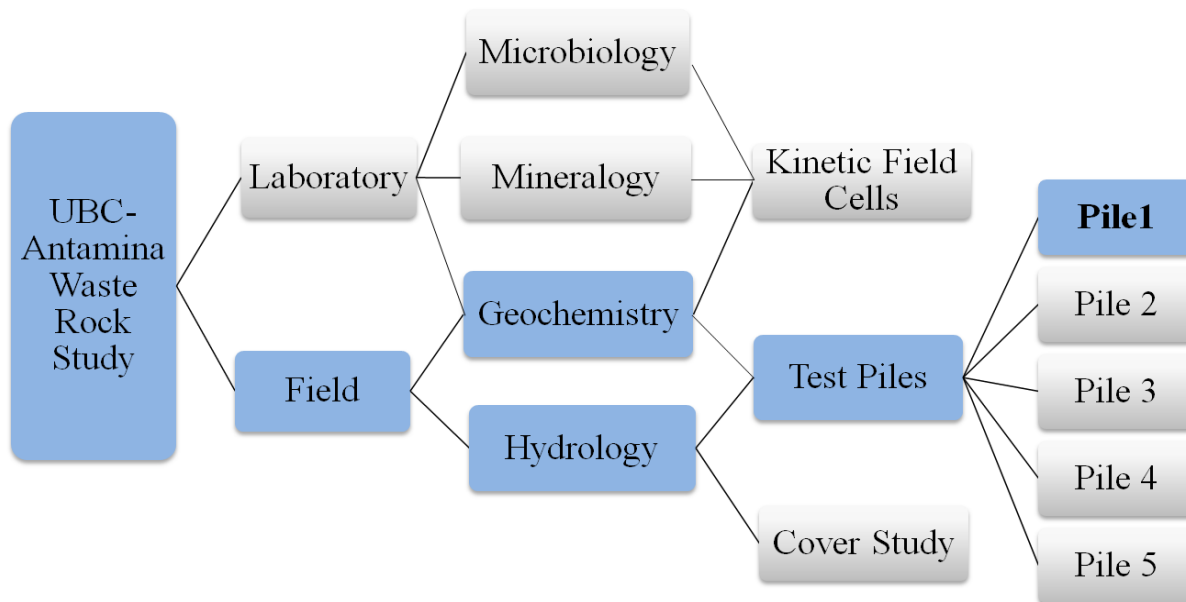 UBC-
Antamina
Waste
Rock
Study
Laboratory
Field
Microbiology
Mineralogy
Geochemistry
Hydrology
Kinetic Field
Cells
Test Piles
Cover Study
Pile1
Pile 2
Pile 3
Pile 4
Pile 5